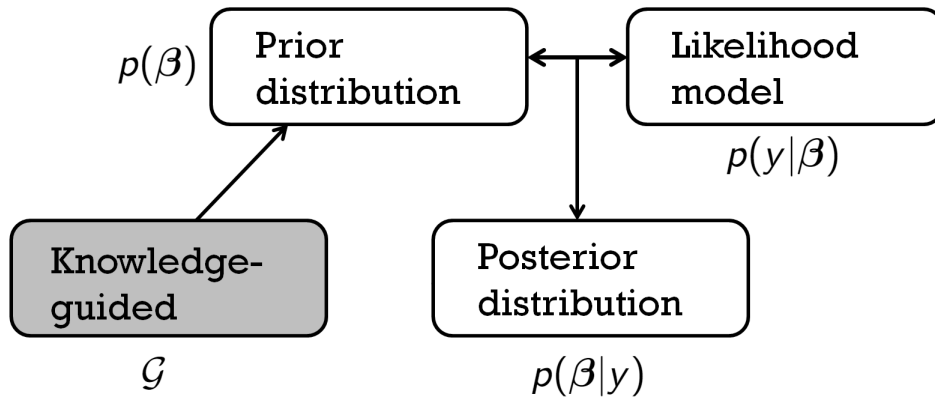 p(𝜷)
Prior
distribution
Likelihood
model
p(y|𝜷)
Knowledge-
guided
𝒢
Posterior
distribution
p(𝜷|y)